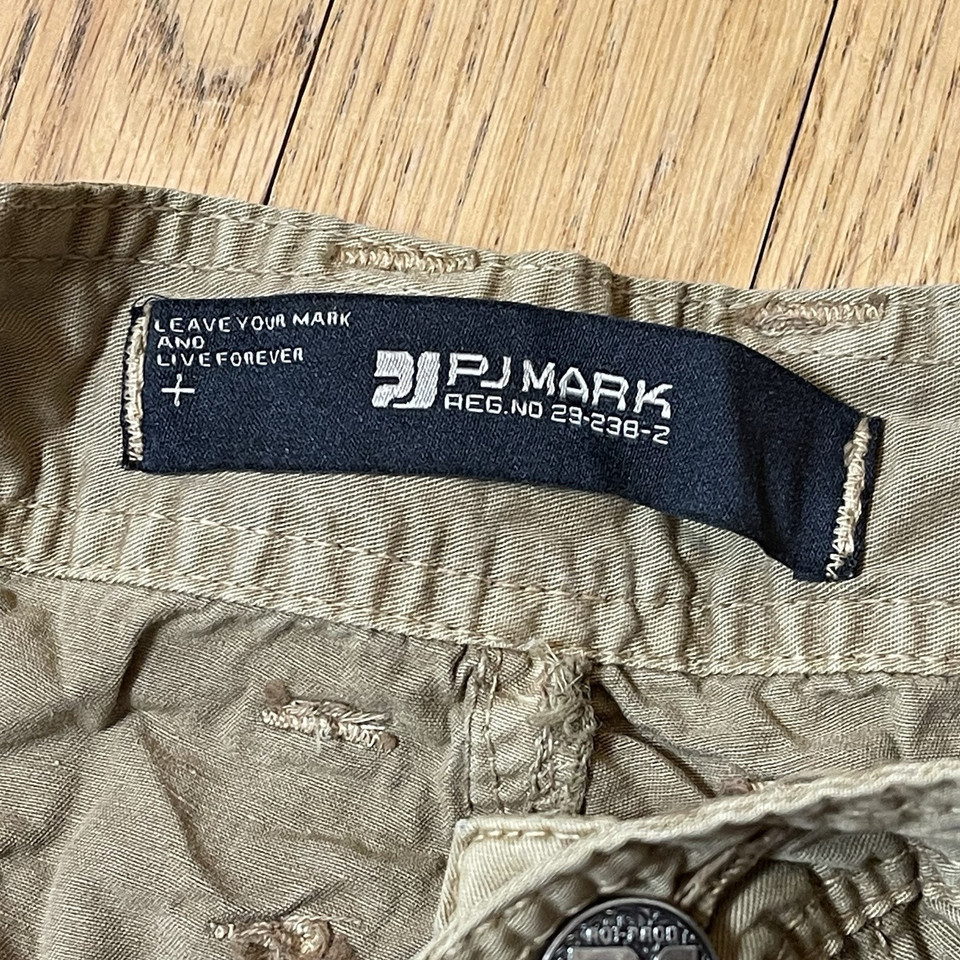 LEAVE YOUR MARK
AND
LIVE FOREVER
PJ MARK
REG.NO 29-238-2